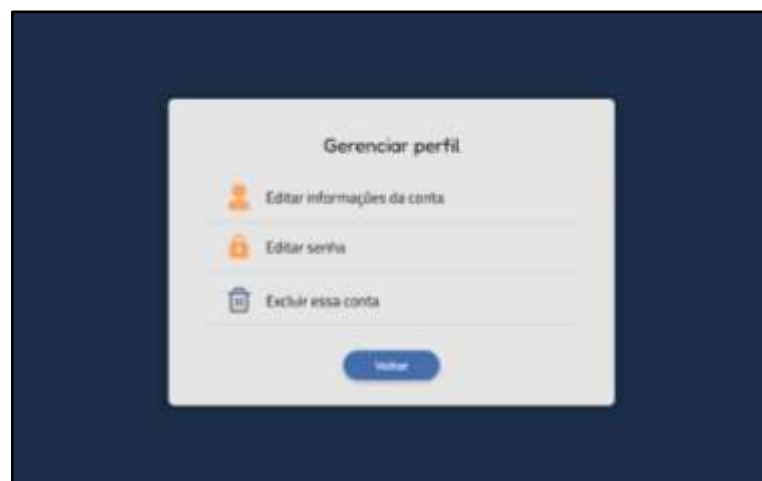 Gerenciar perfil
Editar informações da conta
Editar senha
Excluir essa conta
Voltar